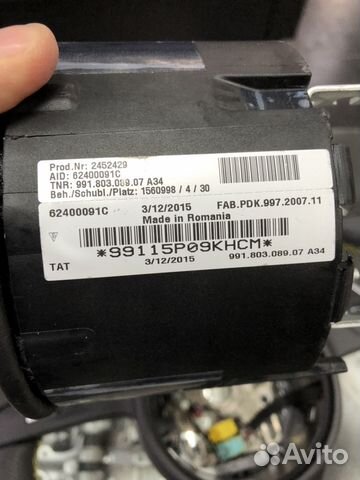 Prod.Nr: 2452429
AID: 62400091C
TNR: 991.803.089.07 A34
Beh./Schubl./Platz: 1560998 / 4 / 30
62400091C 3/12/2015 FAB.PDK.997.2007.11
Made in Romania
*99115P09KHCM*
TAT 3/12/2015 991.803.089.07 A34
Avito